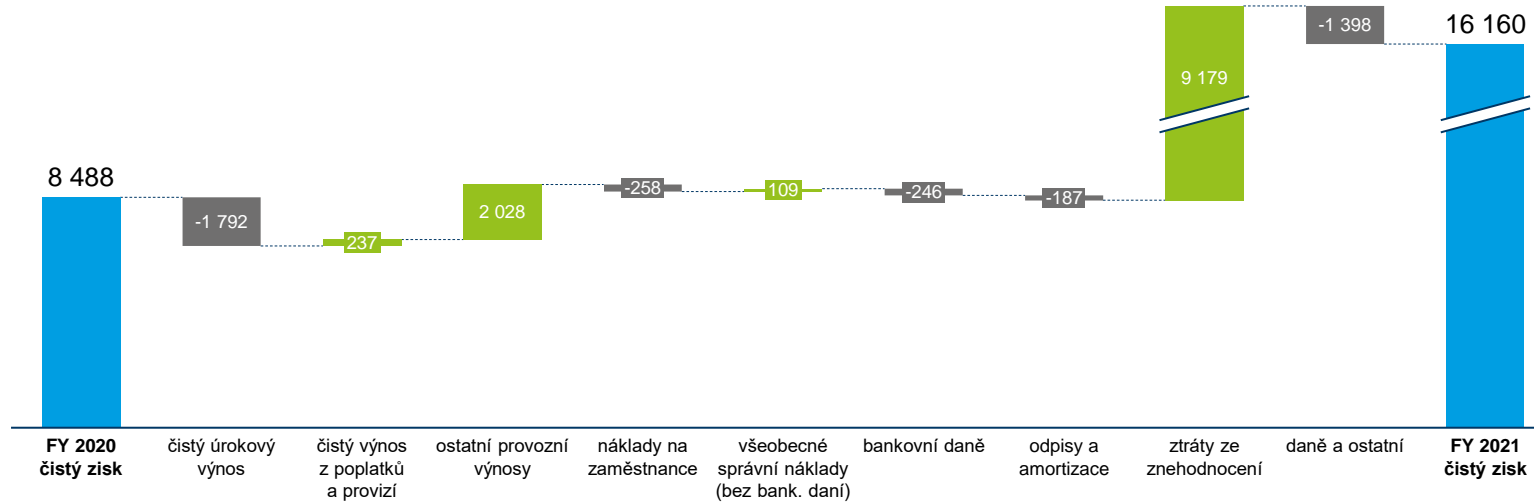 8 488
-1 792
237
2 028
-258
109
-246
-187
9 179
-1 398
16 160
FY 2020
čistý zisk
čistý úrokový
výnos
čistý výnos
z poplatků
a provizí
ostatní provozní
výnosy
náklady na
zaměstnance
všeobecné
správní náklady
(bez bank. daní)
bankovní daně
odpisy a
amortizace
ztráty ze
znehodnocení
daně a ostatní
FY 2021
čistý zisk